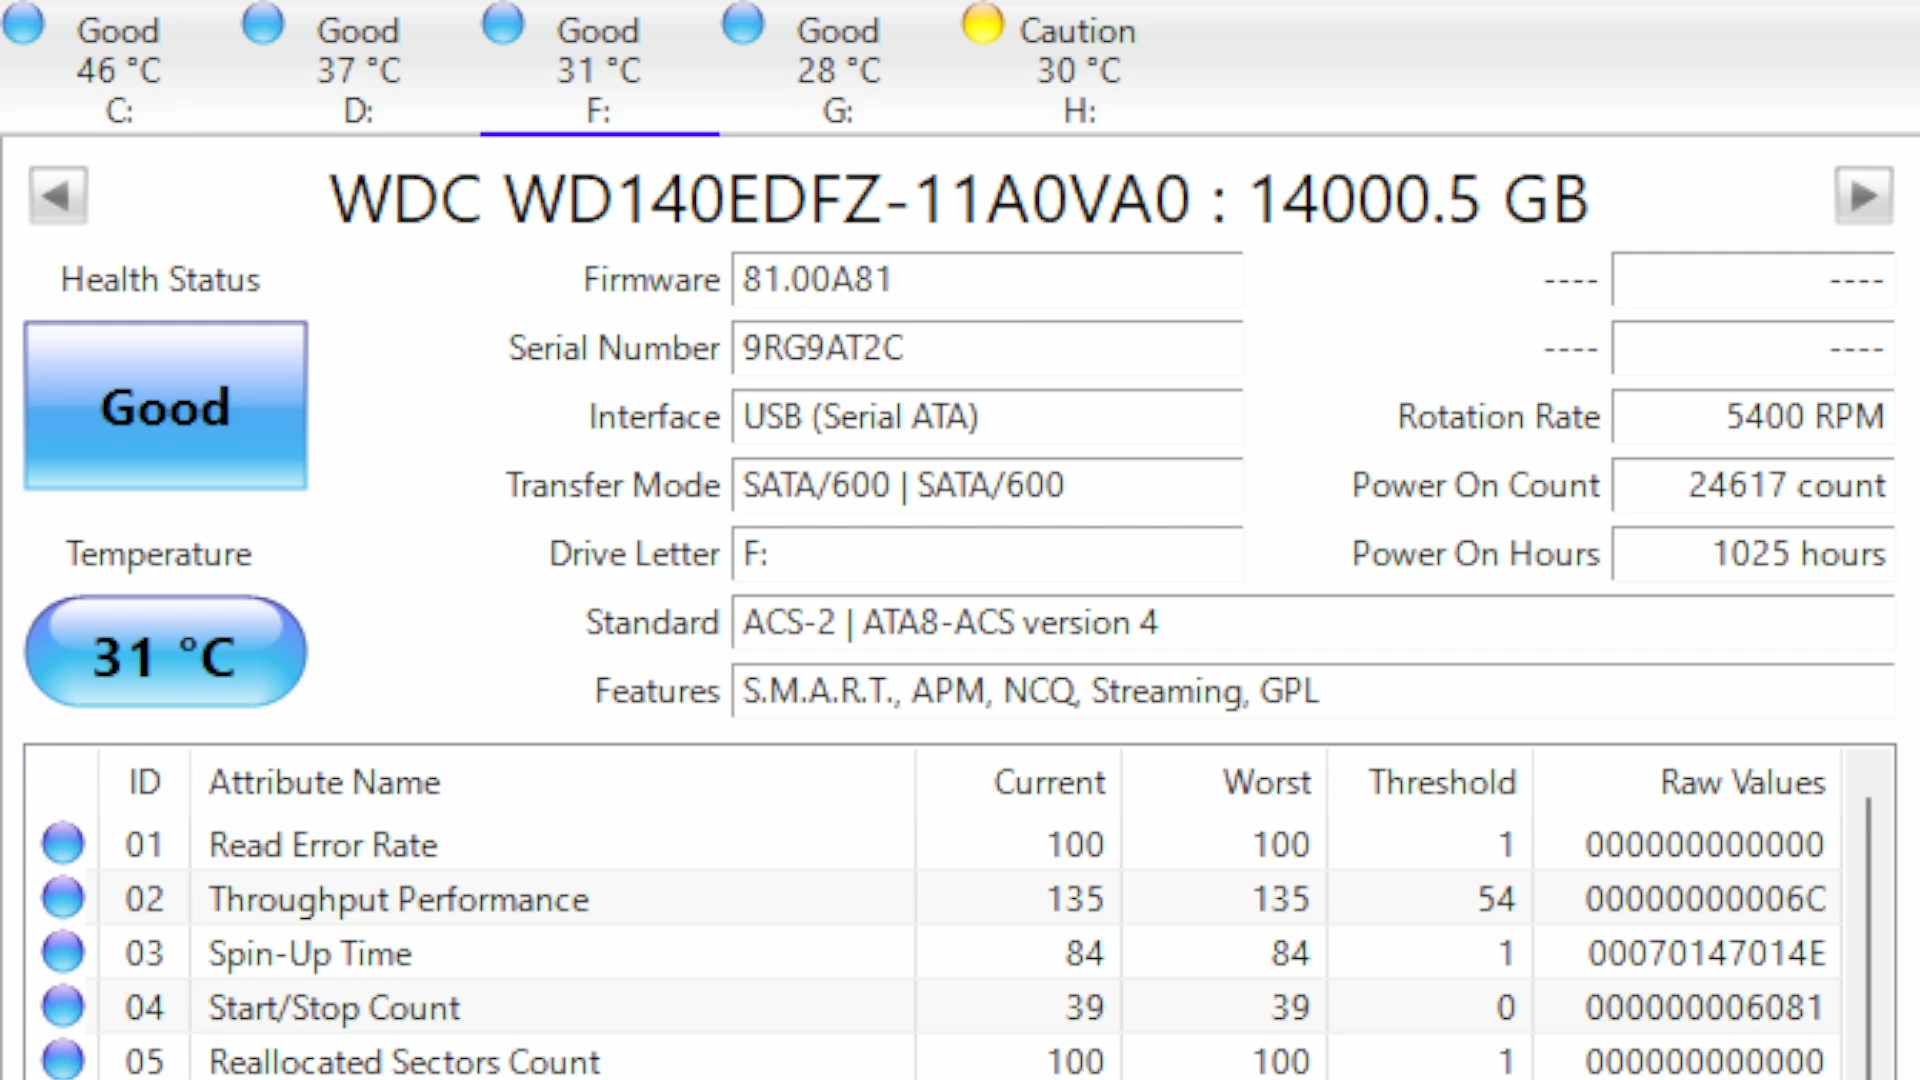 Good Good Good Good Caution
46 °C 37 °C 31 °C 28 °C 30 °C
C: D: F: G: H:
WDC WD140EDFZ-11A0VA0 : 14000.5 GB
Health Status
Good
Temperature
31 °C
Firmware 81.00A81 ---- ----
Serial Number 9RG9AT2C ---- ----
Interface USB (Serial ATA) Rotation Rate 5400 RPM
Transfer Mode SATA/600 | SATA/600 Power On Count 24617 count
Drive Letter F: Power On Hours 1025 hours
Standard ACS-2 | ATA8-ACS version 4
Features S.M.A.R.T., APM, NCQ, Streaming, GPL
ID Attribute Name Current Worst Threshold Raw Values
01 Read Error Rate 100 100 1 000000000000
02 Throughput Performance 135 135 54 00000000006C
03 Spin-Up Time 84 84 1 00070147014E
04 Start/Stop Count 39 39 0 000000006081
05 Reallocated Sectors Count 100 100 1 000000000000